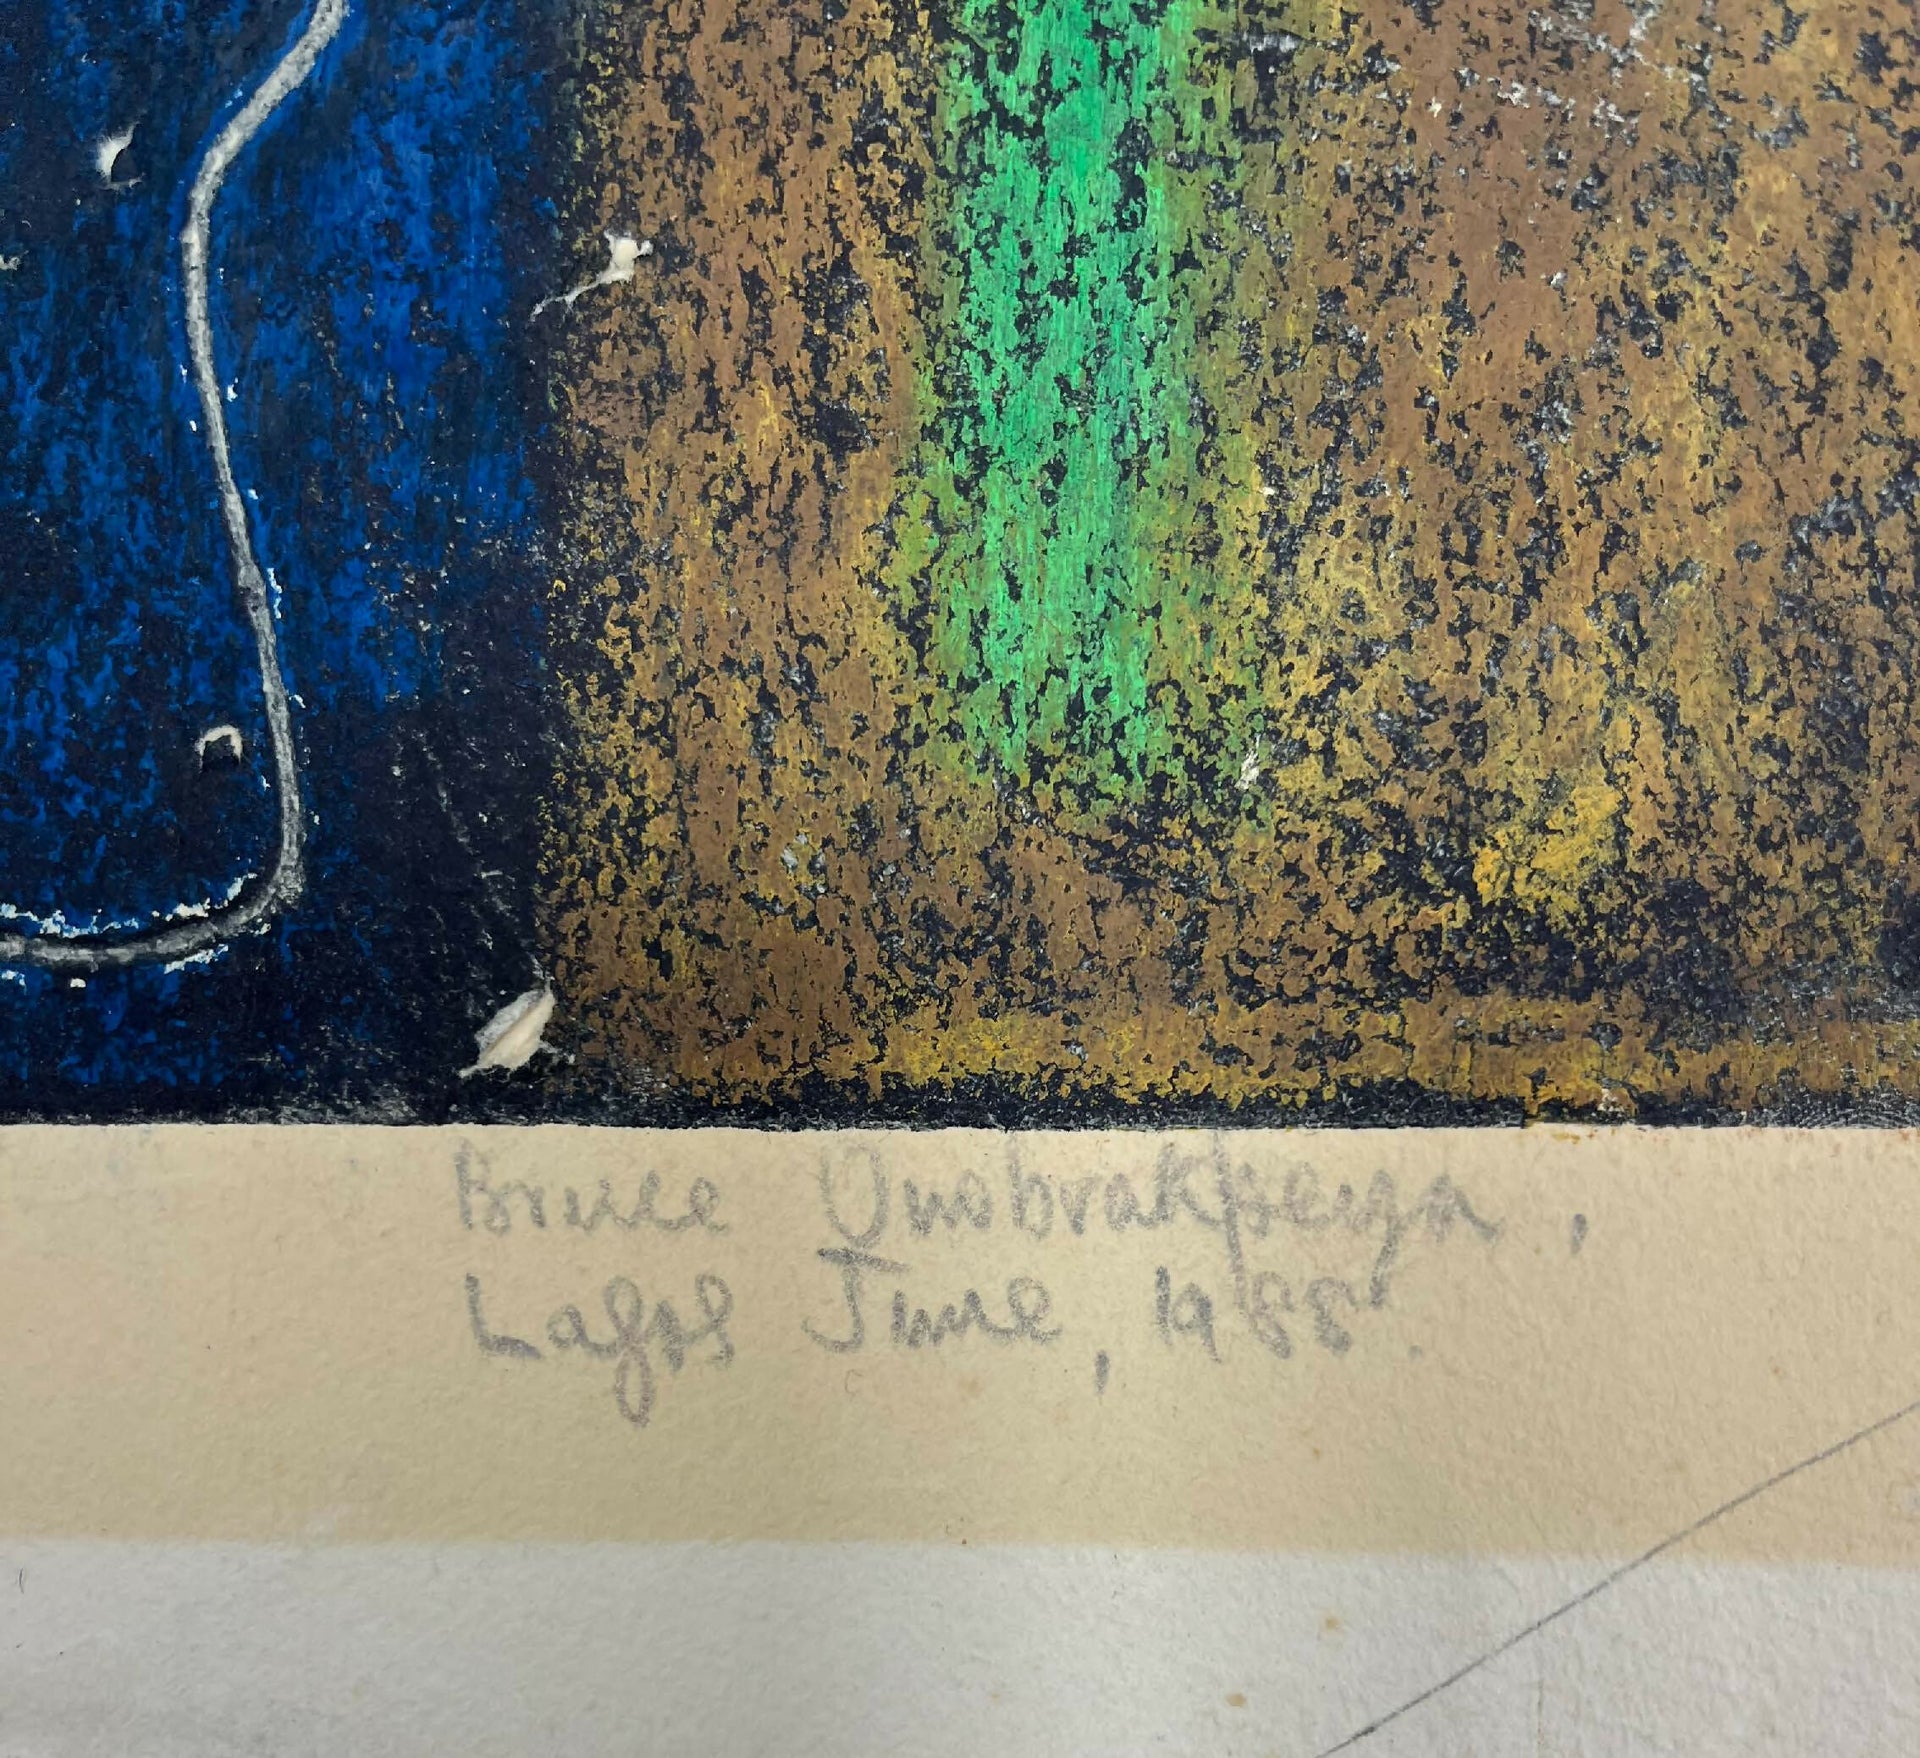 Bruce Onobrakpeya,
Lagos June, 1988.